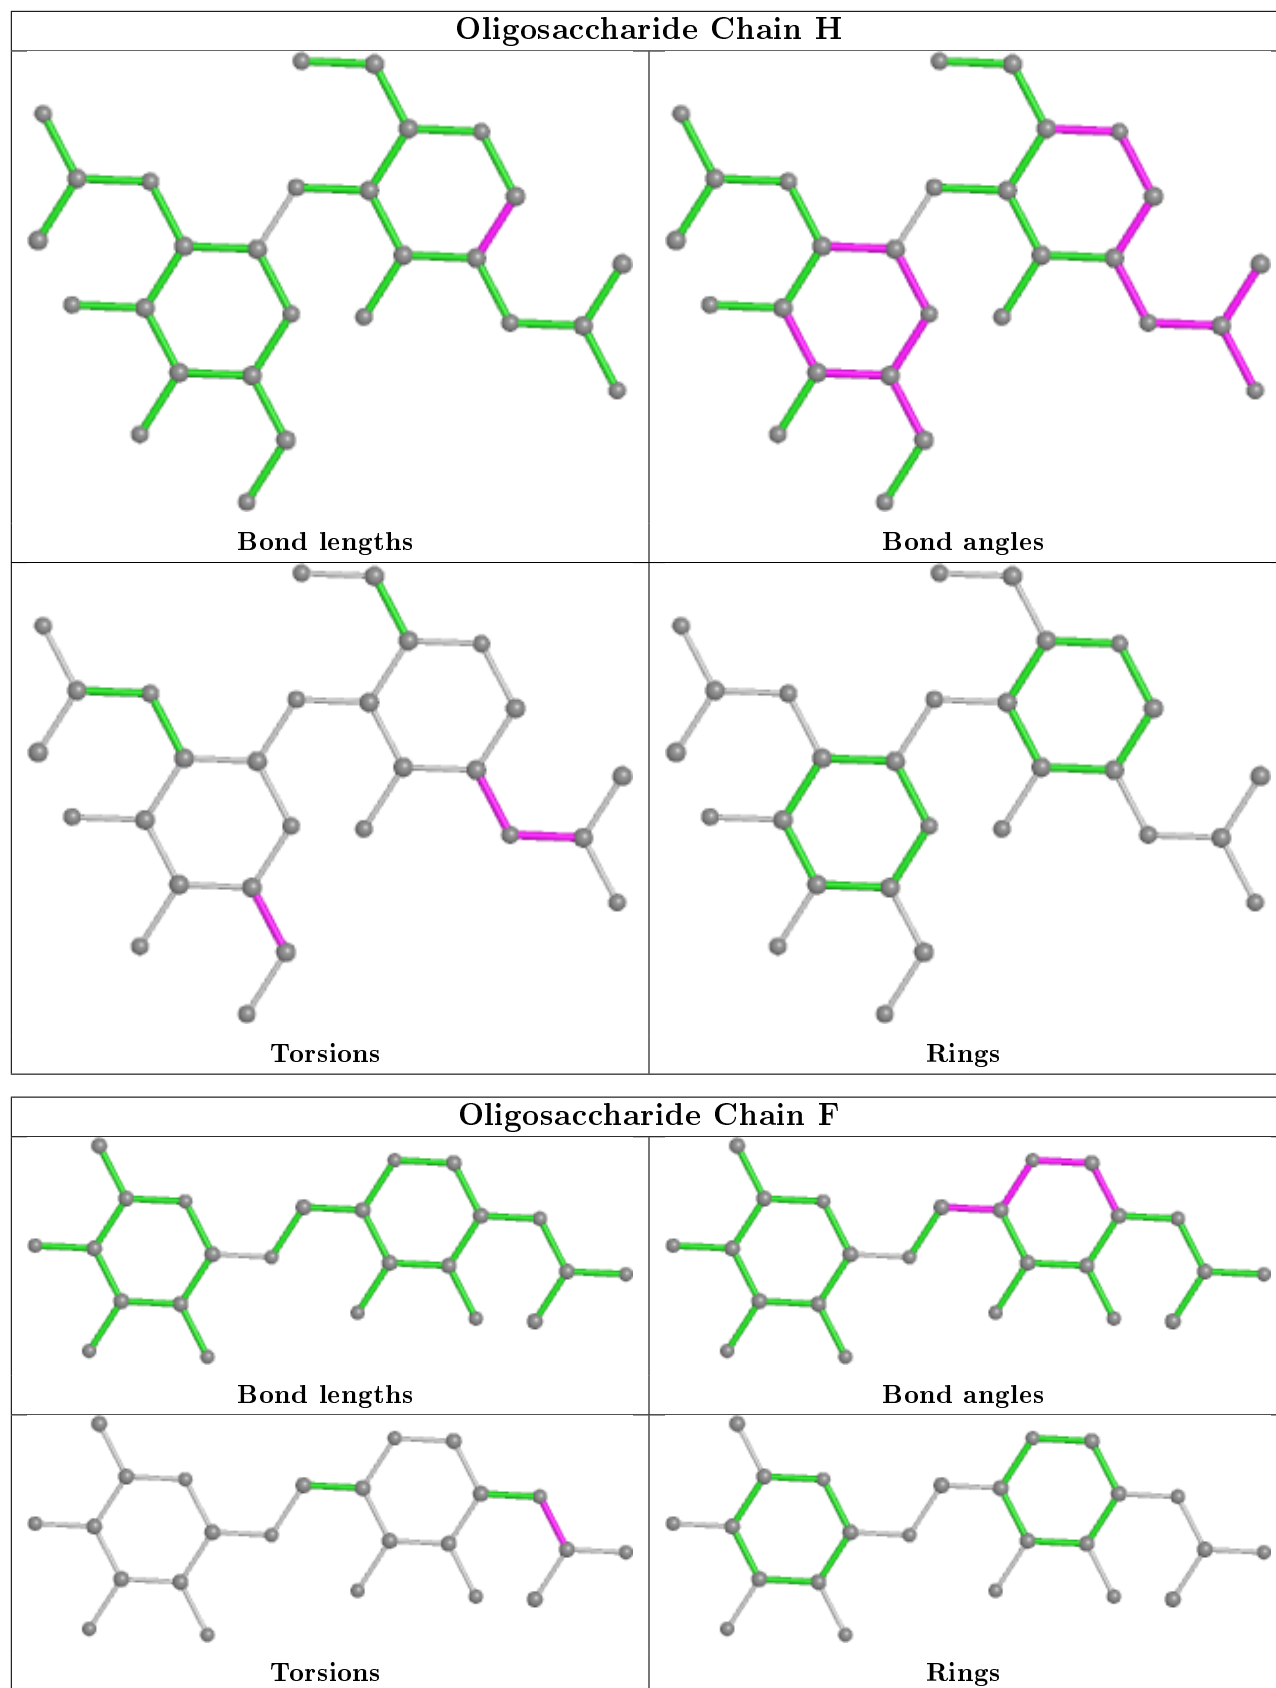 Oligosaccharide Chain H
Bond lengths
Bond angles
Torsions
Rings
Oligosaccharide Chain F
Bond lengths
Bond angles
Torsions
Rings